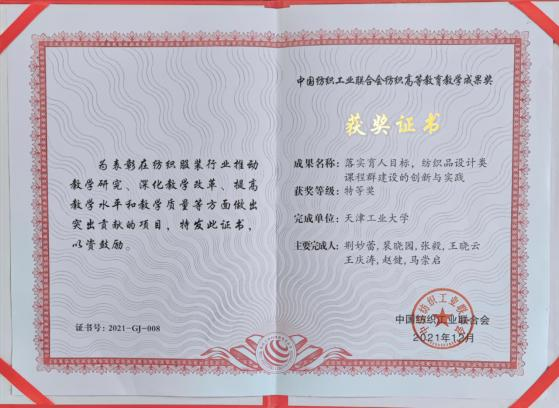 为表彰在纺织服装行业推动
教学研究、深化教学改革、提高
教学水平和教学质量等方面做出
突出贡献的项目，特发此证书，
以资鼓励。
证书号：2021-GJ-008
中国纺织工业联合会纺织高等教育教学成果奖
获奖证书
成果名称：落实育人目标，纺织品设计类
课程群建设的创新与实践
获奖等级：特等奖
完成单位：天津工业大学
主要完成人：荆妙蕾，裴晓园，张毅，王晓云
王庆涛，赵健，马崇启
中国纺织工业联合会
2021年12月